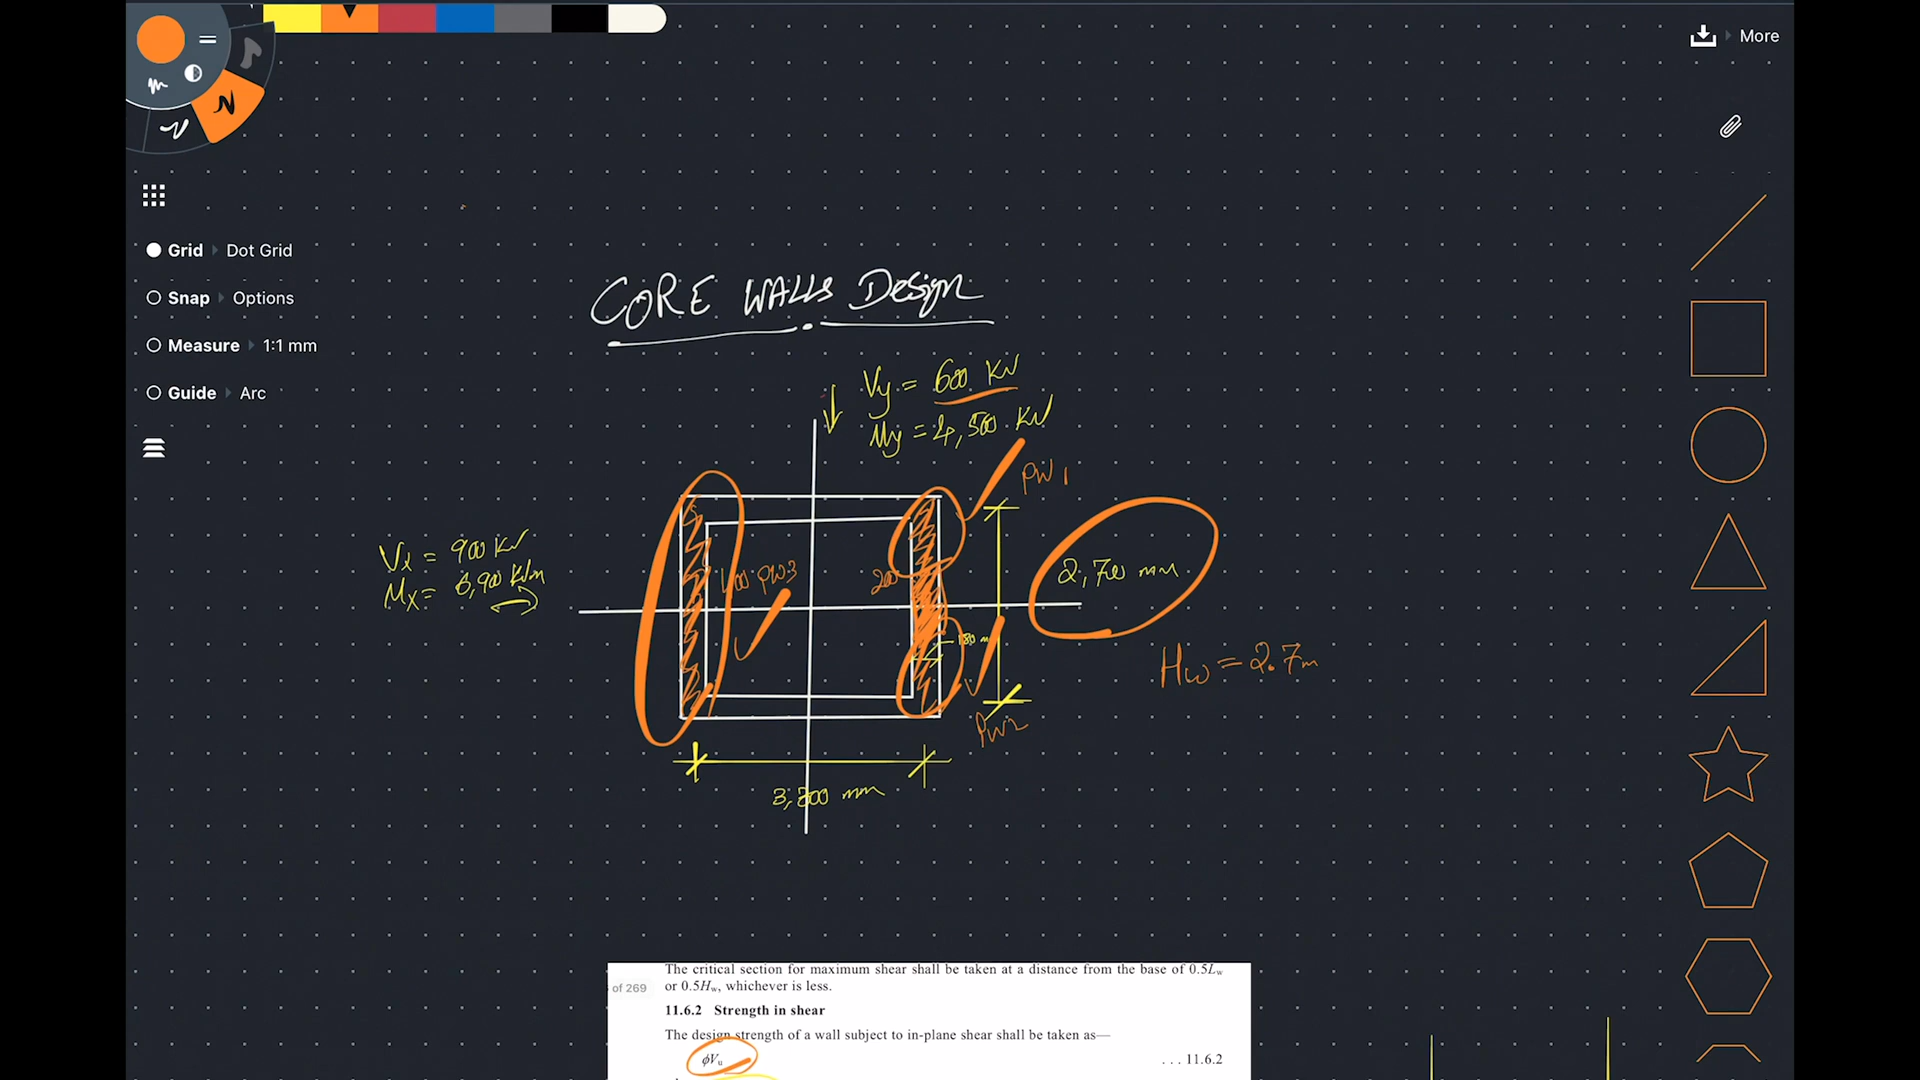 More
Grid Dot Grid
Snap Options
Measure 1:1 mm
Guide Arc
CORE WALLS Design
Vy = 600 KN
My = 4,500 KN
PW1
Vx = 900 KN
Mx = 8,900 KNm
PW3
200
2,700 mm
180 m
Hw = 2.7m
PW2
mm
The critical section for maximum shear shall be taken at a distance from the base of 0.5Lw
or 0.5Hw, whichever is less.
of 269
11.6.2 Strength in shear
The design strength of a wall subject to in-plane shear shall be taken as—
ϕVu ... 11.6.2